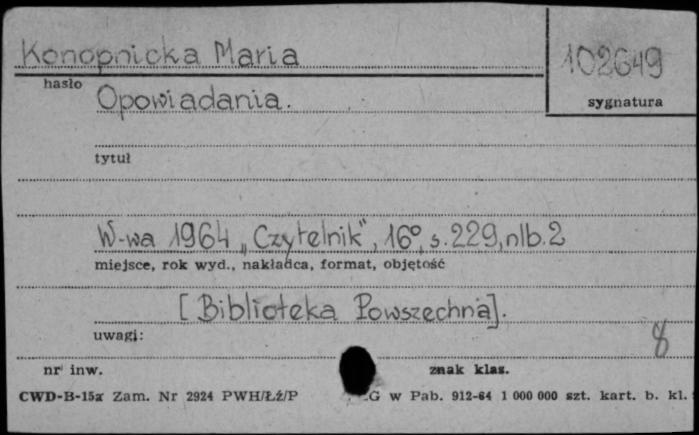 Konopnicka Maria
102649
hasło
sygnatura
Opowiadania.
tytuł
W-wa 1964 „Czytelnik", 16°, s. 229, nlb. 2
miejsce, rok wyd., nakładca, format, objętość
[Biblioteka Powszechna].
uwagi:
8
nr inw.
znak klas.
CWD-B-15a Zam. Nr 2924 PWH/Łź/P
G w Pab. 912-64 1 000 000 szt. kart. b. kl.